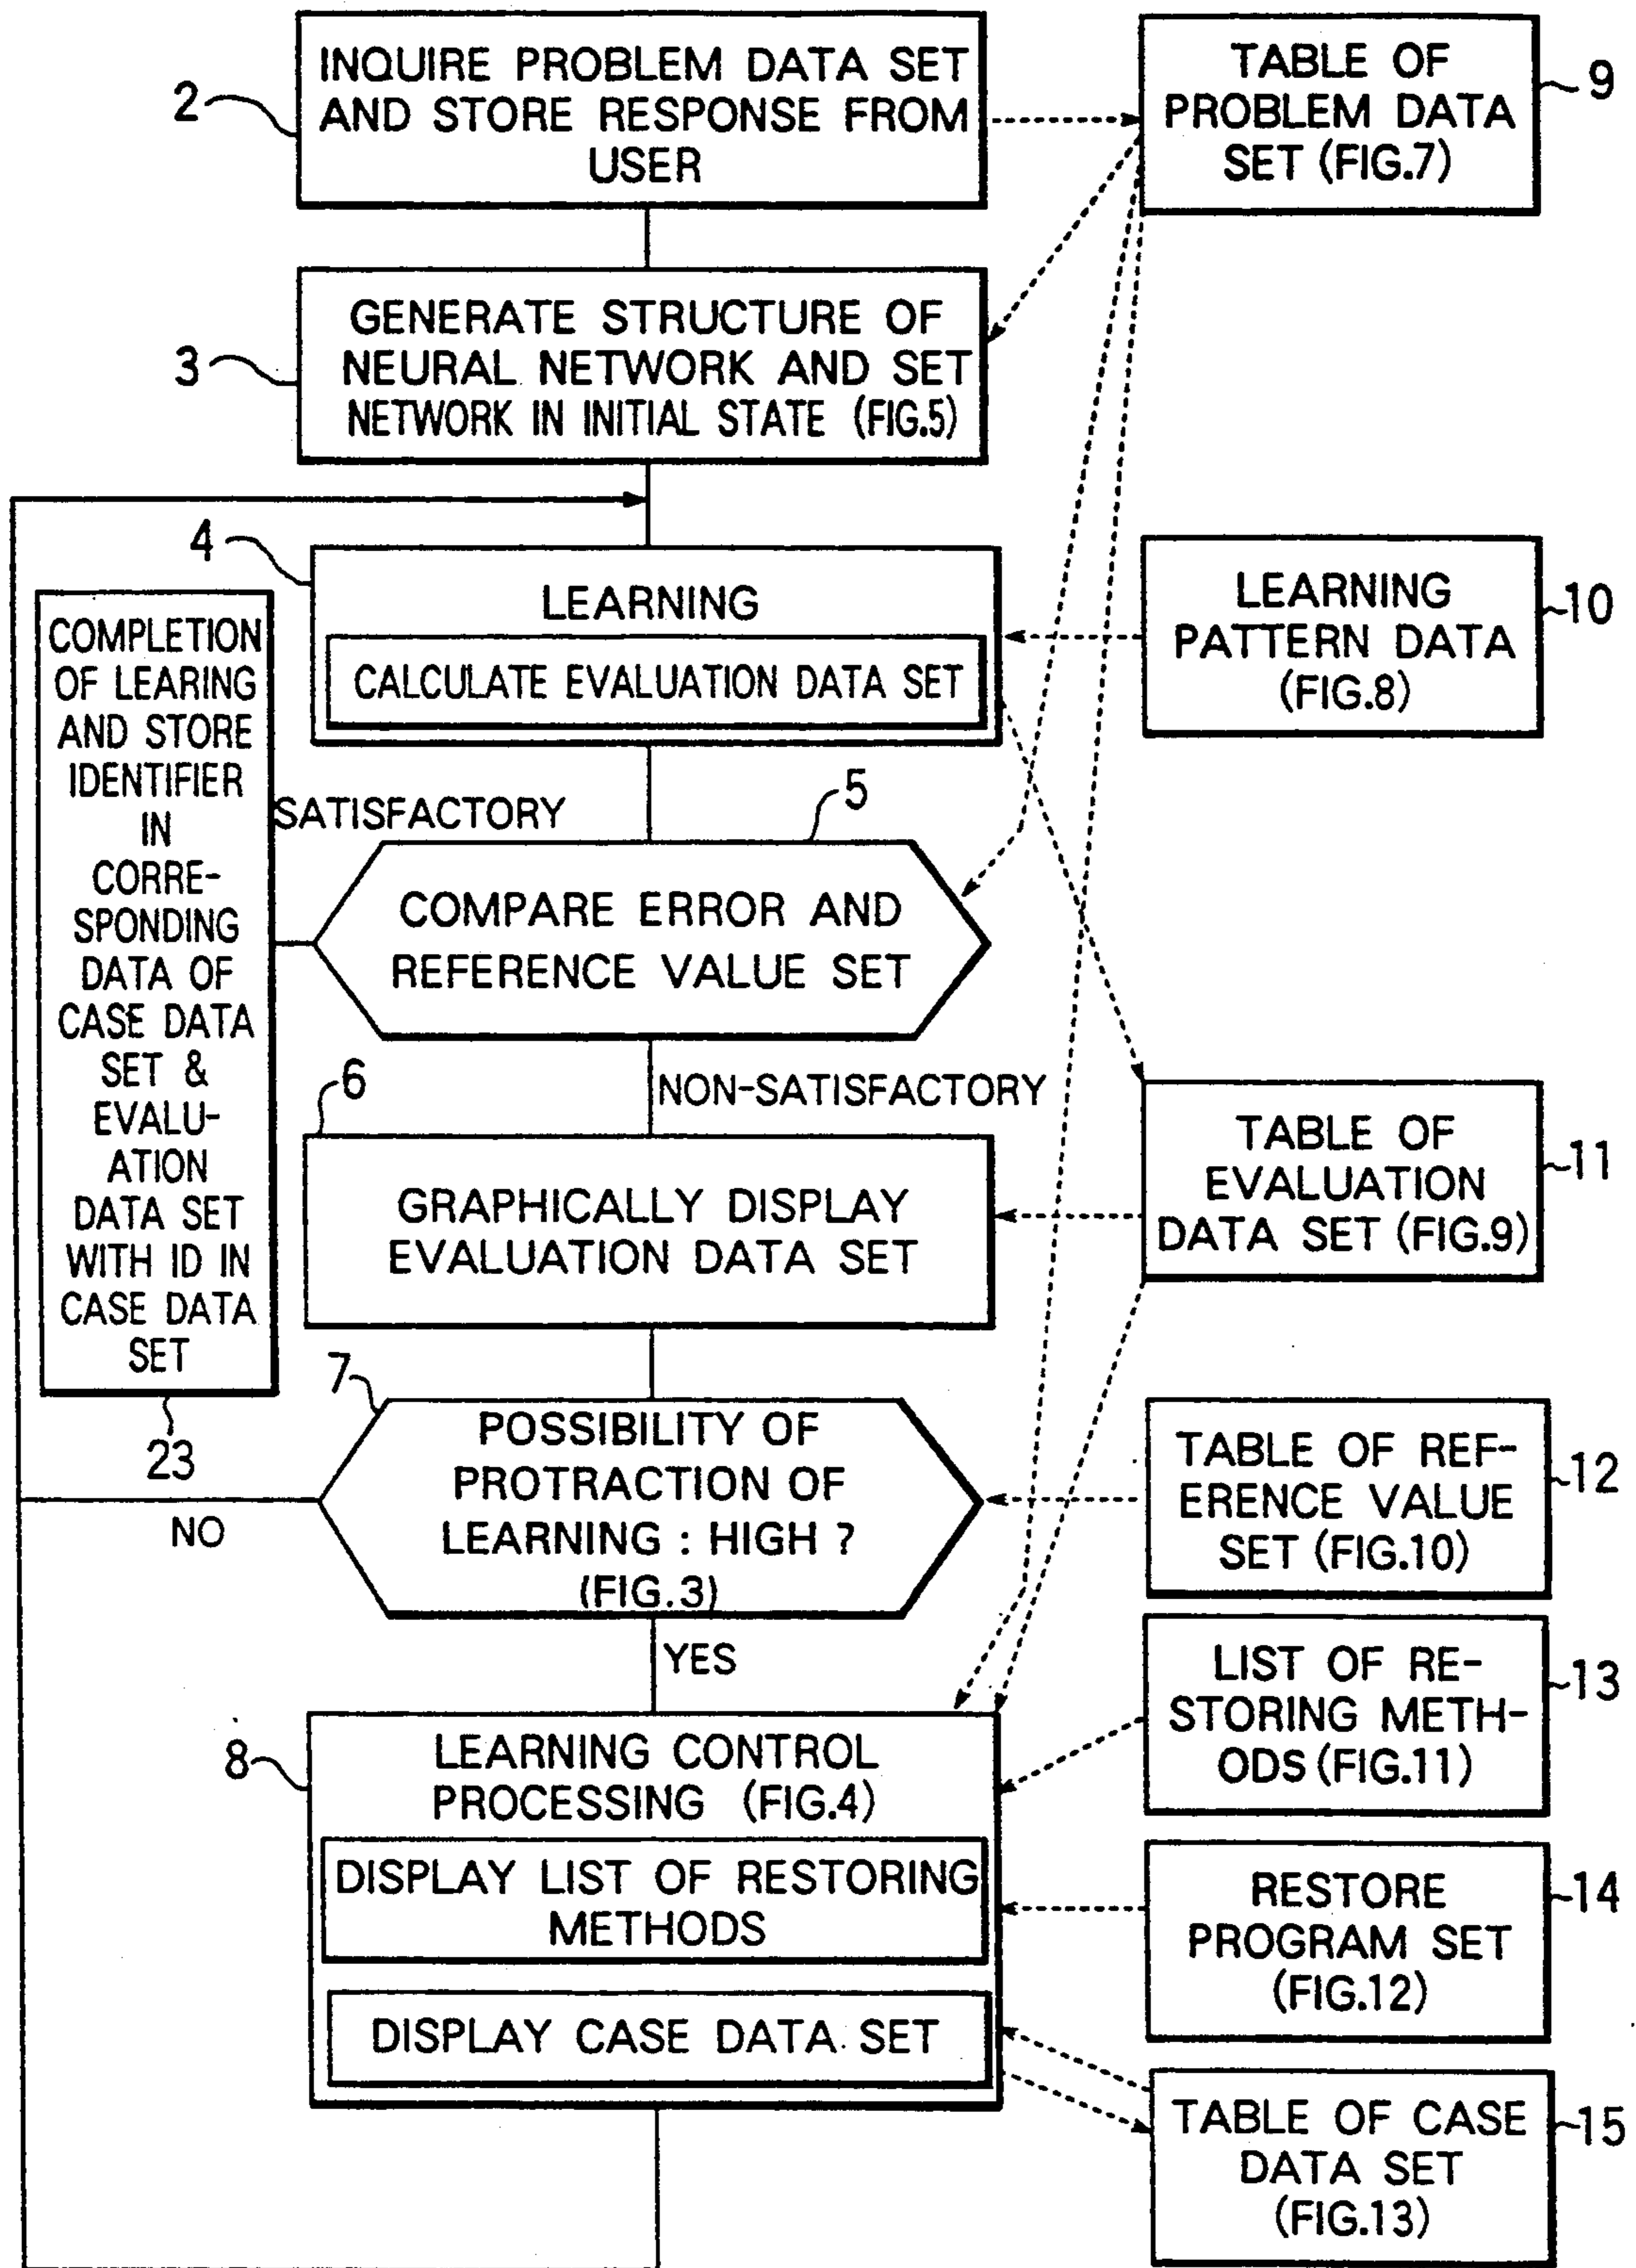 2
INQUIRE PROBLEM DATA SET
AND STORE RESPONSE FROM
USER
TABLE OF
PROBLEM DATA
SET (FIG.7)
9
3
GENERATE STRUCTURE OF
NEURAL NETWORK AND SET
NETWORK IN INITIAL STATE (FIG.5)
4
LEARNING
CALCULATE EVALUATION DATA SET
LEARNING
PATTERN DATA
(FIG.8)
10
COMPLETION
OF LEARING
AND STORE
IDENTIFIER
IN
CORRE-
SPONDING
DATA OF
CASE DATA
SET &
EVALU-
ATION
DATA SET
WITH ID IN
CASE DATA
SET
23
SATISFACTORY
5
COMPARE ERROR AND
REFERENCE VALUE SET
NON-SATISFACTORY
6
GRAPHICALLY DISPLAY
EVALUATION DATA SET
TABLE OF
EVALUATION
DATA SET (FIG.9)
11
7
POSSIBILITY OF
PROTRACTION OF
LEARNING : HIGH ?
(FIG.3)
NO
YES
TABLE OF REF-
ERENCE VALUE
SET (FIG.10)
12
LIST OF RE-
STORING METH-
ODS (FIG.11)
13
8
LEARNING CONTROL
PROCESSING (FIG.4)
DISPLAY LIST OF RESTORING
METHODS
DISPLAY CASE DATA SET
RESTORE
PROGRAM SET
(FIG.12)
14
TABLE OF CASE
DATA SET
(FIG.13)
15